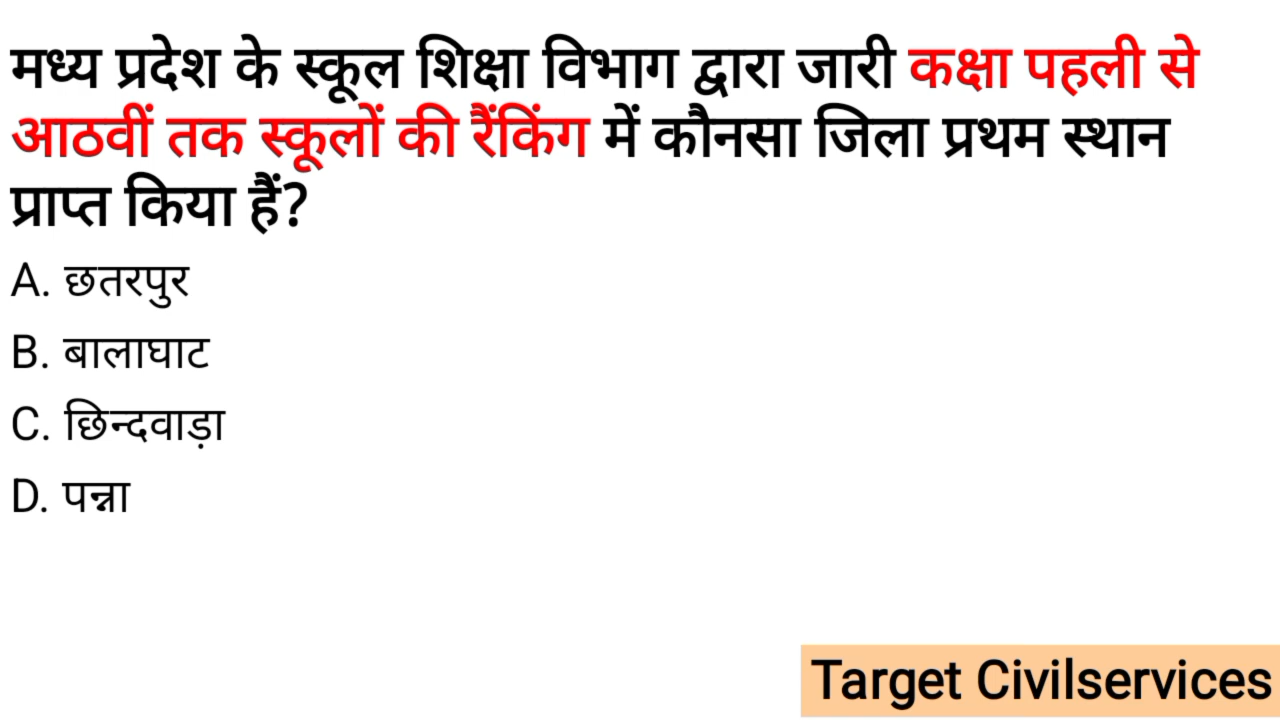 मध्य प्रदेश के स्कूल शिक्षा विभाग द्वारा जारी कक्षा पहली से
आठवीं तक स्कूलों की रैंकिंग में कौनसा जिला प्रथम स्थान
प्राप्त किया हैं?
A. छतरपुर
B. बालाघाट
C. छिन्दवाड़ा
D. पन्ना
Target Civilservices